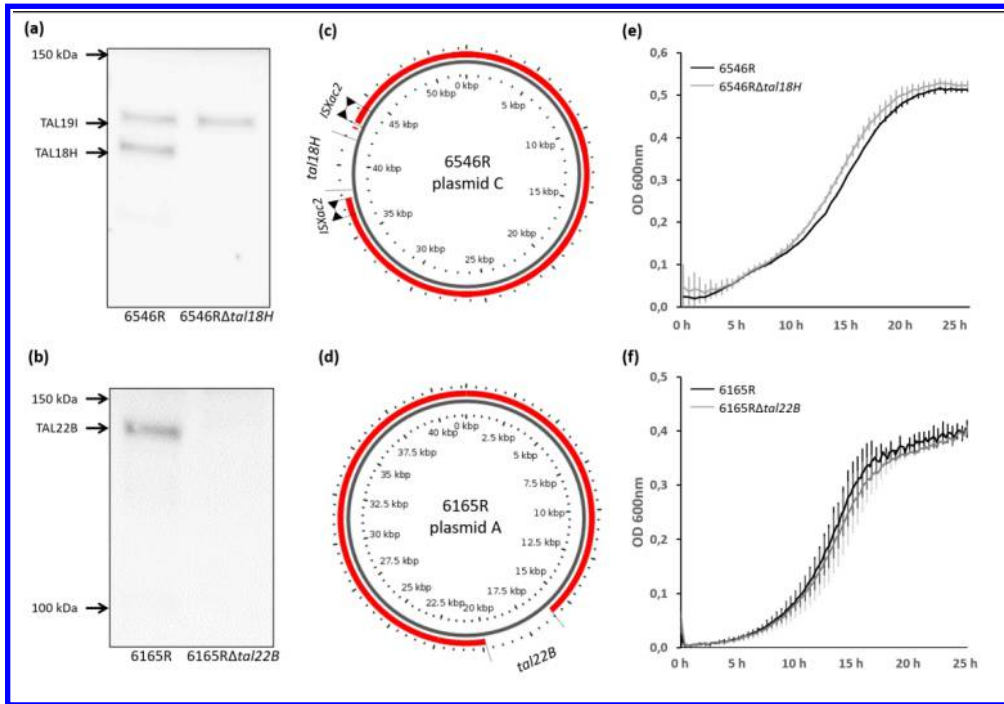 (a)
150 kDa
TAL19I
TAL18H
6546R 6546RΔtal18H
(b)
150 kDa
TAL22B
100 kDa
6165R 6165RΔtal22B
(c)
0 kbp
5 kbp
10 kbp
15 kbp
20 kbp
25 kbp
30 kbp
35 kbp
40 kbp
45 kbp
50 kbp
ISXac2
tal18H
ISXac2
6546R
plasmid C
(d)
0 kbp
2.5 kbp
5 kbp
7.5 kbp
10 kbp
12.5 kbp
15 kbp
17.5 kbp
20 kbp
22.5 kbp
25 kbp
27.5 kbp
30 kbp
32.5 kbp
35 kbp
37.5 kbp
40 kbp
6165R
plasmid A
tal22B
(e)
6546R
6546RΔtal18H
OD 600nm
0,6
0,5
0,4
0,3
0,2
0,1
0,0
0 h 5 h 10 h 15 h 20 h 25 h
(f)
6165R
6165RΔtal22B
OD 600nm
0,5
0,4
0,3
0,2
0,1
0,0
0 h 5 h 10 h 15 h 20 h 25 h